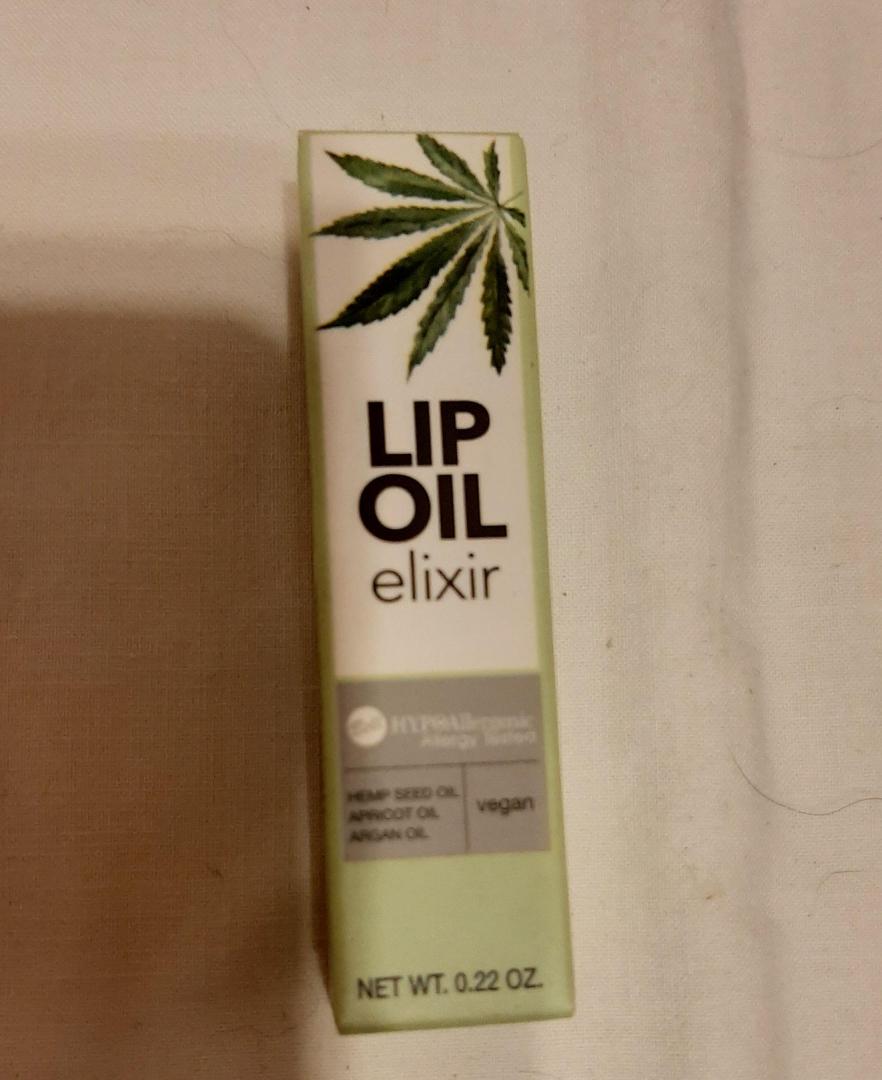 LIP
OIL
elixir
HYPOAllergenic
Allergy Tested
HEMP SEED OIL
APRICOT OIL
ARGAN OIL
vegan
NET WT. 0.22 OZ.